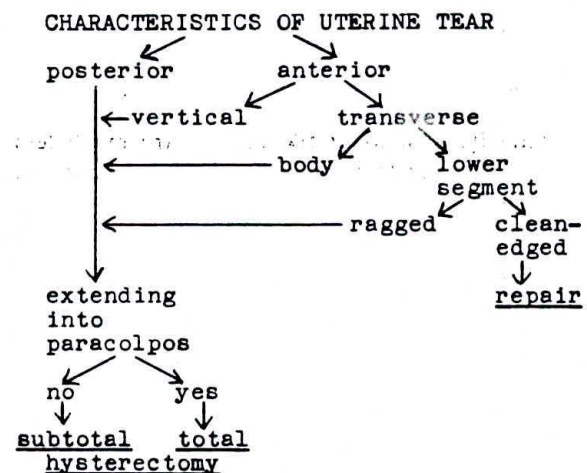 CHARACTERISTICS OF UTERINE TEAR
posterior anterior
vertical transverse
body lower
segment
ragged clean-
edged
extending repair
into
paracolpos
no yes
subtotal total
hysterectomy